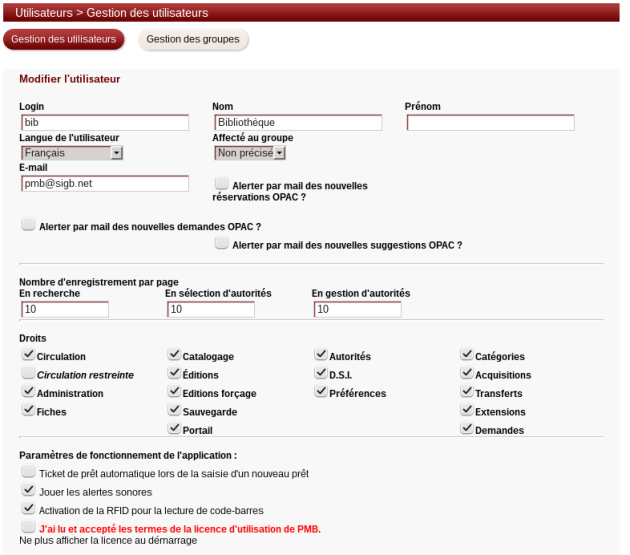 Utilisateurs > Gestion des utilisateurs
Gestion des utilisateurs Gestion des groupes
Modifier l'utilisateur
Login Nom Prénom
bib Bibliothéque
Langue de l'utilisateur Affecté au groupe
Français Non précisé
E-mail
pmb@sigb.net
Alerter par mail des nouvelles
réservations OPAC ?
Alerter par mail des nouvelles demandes OPAC ?
Alerter par mail des nouvelles suggestions OPAC ?
Nombre d'enregistrement par page
En recherche En sélection d'autorités En gestion d'autorités
10 10 10
Droits
Circulation Catalogage Autorités Catégories
Circulation restreinte Éditions D.S.I. Acquisitions
Administration Editions forçage Préférences Transferts
Fiches Sauvegarde Extensions
Portail Demandes
Paramètres de fonctionnement de l'application :
Ticket de prêt automatique lors de la saisie d'un nouveau prêt
Jouer les alertes sonores
Activation de la RFID pour la lecture de code-barres
J'ai lu et accepté les termes de la licence d'utilisation de PMB.
Ne plus afficher la licence au démarrage